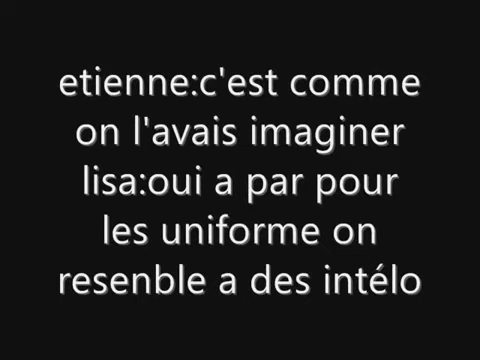 etienne:c'est comme
on l'avais imaginer
lisa:oui a par pour
les uniforme on
resenble a des intélo